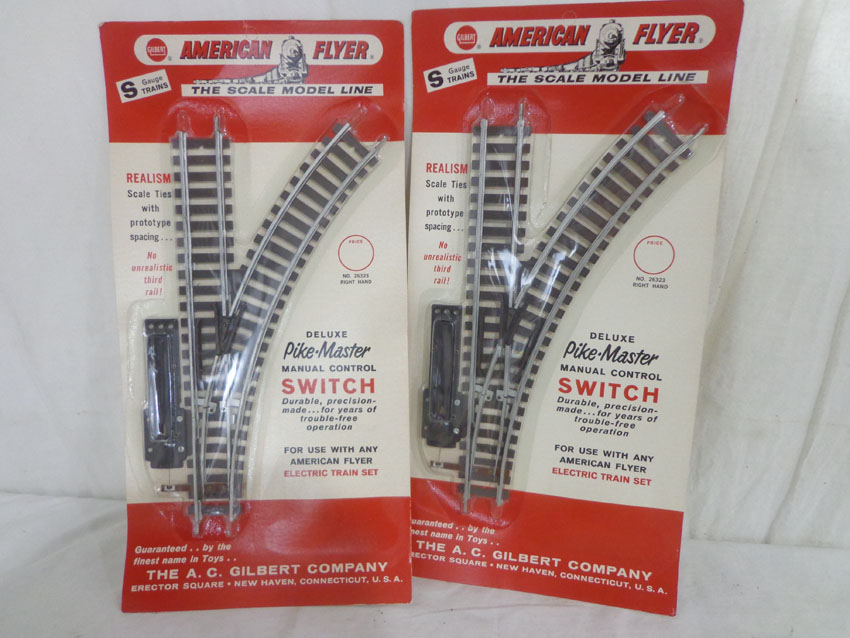 GILBERT
AMERICAN FLYER
S Gauge TRAINS
THE SCALE MODEL LINE
REALISM
Scale Ties
with
prototype
spacing...
No
unrealistic
third
rail!
PRICE
NO. 26323
RIGHT HAND
DELUXE
Pike-Master
MANUAL CONTROL
SWITCH
Durable, precision-
made...for years of
trouble-free
operation
FOR USE WITH ANY
AMERICAN FLYER
ELECTRIC TRAIN SET
Guaranteed . . by the
finest name in Toys . .
THE A. C. GILBERT COMPANY
ERECTOR SQUARE • NEW HAVEN, CONNECTICUT, U. S. A.
GILBERT
AMERICAN FLYER
S Gauge TRAINS
THE SCALE MODEL LINE
REALISM
Scale Ties
with
prototype
spacing...
No
unrealistic
third
rail!
PRICE
NO. 26323
RIGHT HAND
DELUXE
Pike-Master
MANUAL CONTROL
SWITCH
Durable, precision-
made...for years of
trouble-free
operation
FOR USE WITH ANY
AMERICAN FLYER
ELECTRIC TRAIN SET
Guaranteed . . by the
finest name in Toys . .
THE A. C. GILBERT COMPANY
ERECTOR SQUARE • NEW HAVEN, CONNECTICUT, U. S. A.